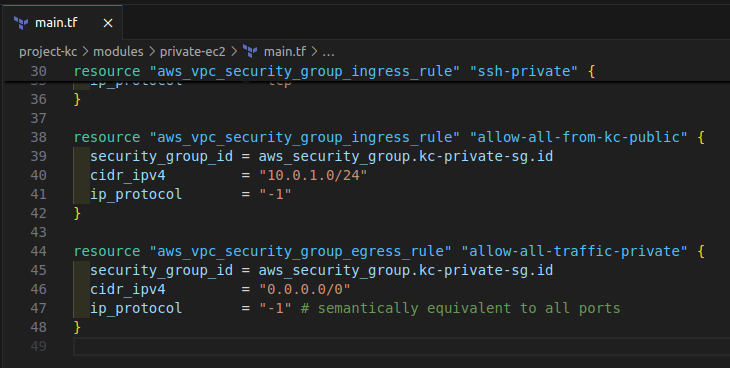 main.tf ×
project-kc > modules > private-ec2 > main.tf > ...
30 resource "aws_vpc_security_group_ingress_rule" "ssh-private" {
36 }
37
38 resource "aws_vpc_security_group_ingress_rule" "allow-all-from-kc-public" {
39 security_group_id = aws_security_group.kc-private-sg.id
40 cidr_ipv4 = "10.0.1.0/24"
41 ip_protocol = "-1"
42 }
43
44 resource "aws_vpc_security_group_egress_rule" "allow-all-traffic-private" {
45 security_group_id = aws_security_group.kc-private-sg.id
46 cidr_ipv4 = "0.0.0.0/0"
47 ip_protocol = "-1" # semantically equivalent to all ports
48 }
49